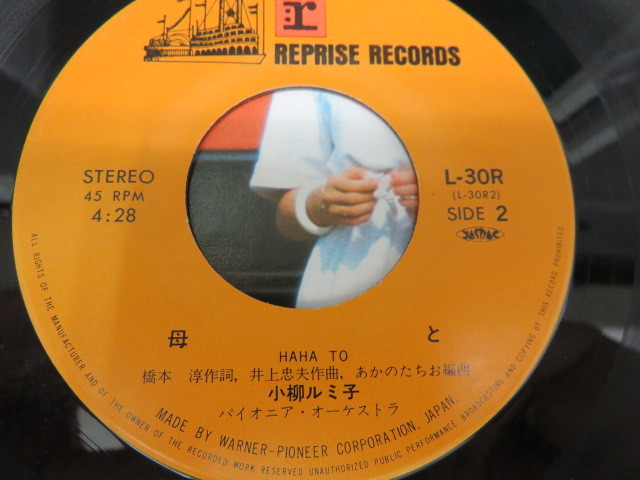 r
REPRISE RECORDS
STEREO
45 RPM
4:28
L-30R
(L-30R2)
SIDE 2
JASRAC
母と
HAHA TO
橋本 淳作詞, 井上忠夫作曲, あかのたちお編曲
小柳ルミ子
パイオニア・オーケストラ
MADE BY WARNER-PIONEER CORPORATION, JAPAN.
ALL RIGHTS OF THE MANUFACTURER AND OF THE OWNER OF THE RECORDED WORK RESERVED UNAUTHORIZED PUBLIC PERFORMANCE BROADCASTING AND COPYING OF THIS RECORD PROHIBITED